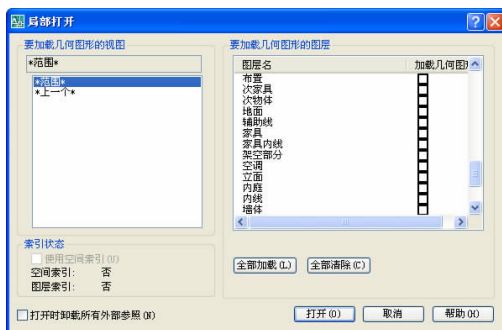 局部打开
要加载几何图形的视图
*范围*
*范围*
*上一个*
索引状态
使用空间索引(U)
空间索引: 否
图层索引: 否
打开时卸载所有外部参照(N)
要加载几何图形的图层
图层名 加载几何图形
布置
次家具
次物体
地面
辅助线
家具
家具内线
架空部分
空调
立面
内庭
内线
墙体
全部加载(L) 全部清除(C)
打开(O) 取消 帮助(H)